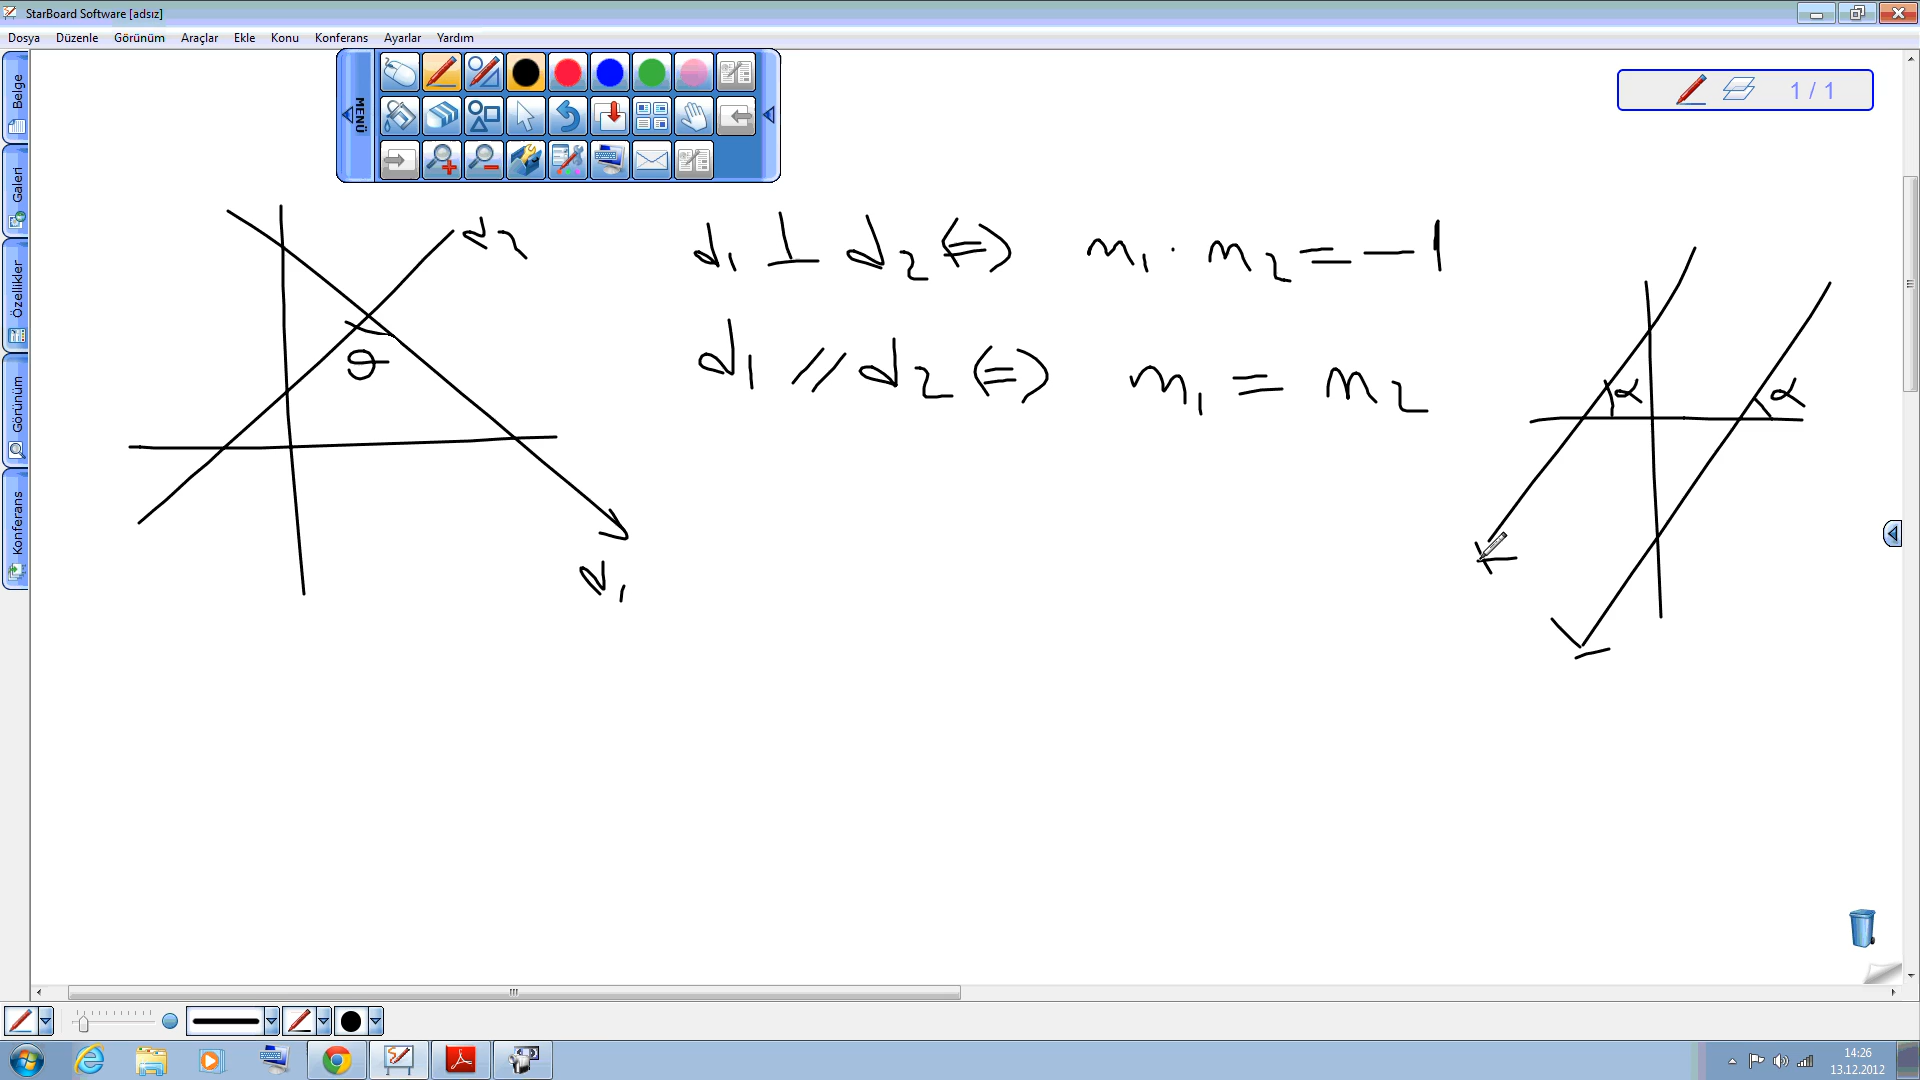 StarBoard Software [adsız]
Dosya Düzenle Görünüm Araçlar Ekle Konu Konferans Ayarlar Yardım
MENÜ
1 / 1
Belge
Galeri
Özellikler
Görünüm
Konferans
d2
θ
d1
d1 ⊥ d2 ⇔ m1 · m2 = -1
d1 // d2 ⇔ m1 = m2
α
α
14:26
13.12.2012